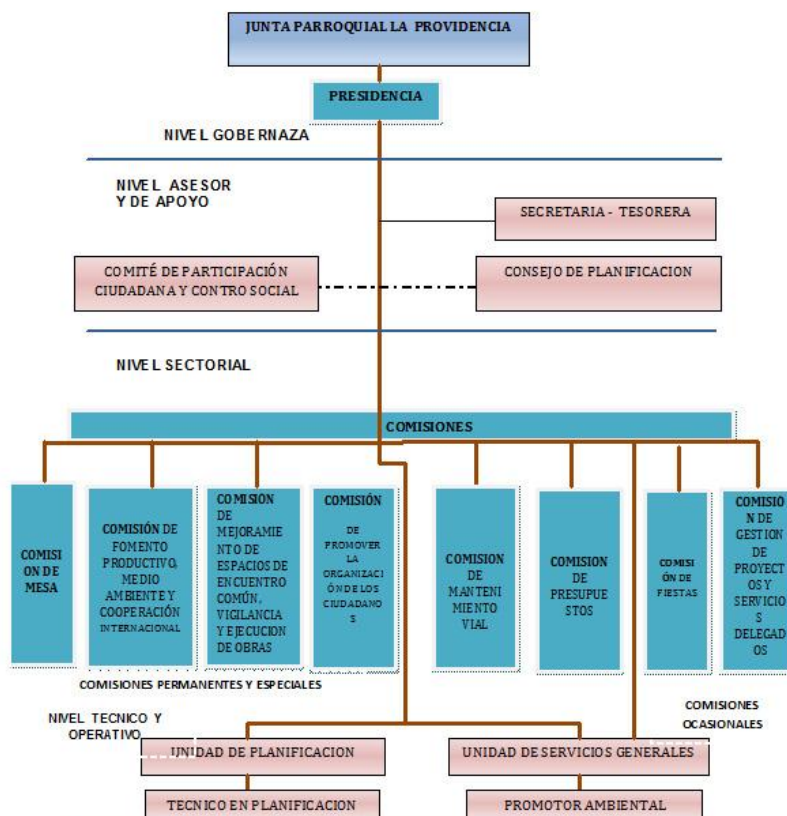 JUNTA PARROQUIAL LA PROVIDENCIA
PRESIDENCIA
NIVEL GOBERNAZA
NIVEL ASESOR
Y DE APOYO
SECRETARIA - TESORERA
COMITÉ DE PARTICIPACIÓN
CIUDADANA Y CONTRO SOCIAL
CONSEJO DE PLANIFICACION
NIVEL SECTORIAL
COMISIONES
COMISI
ON DE
MESA
COMISIÓN DE
FOMENTO
PRODUCTIVO,
MEDIO
AMBIENTE Y
COOPERACIÓN
INTERNACIONAL
COMISION
DE
MEJORAMIE
NTO DE
ESPACIOS DE
ENCUENTRO
COMÚN,
VIGILANCIA
Y EJECUCION
DE OBRAS
COMISIÓN
DE
PROMOVER
LA
ORGANIZACI
ÓN DE LOS
CIUDADANO
S
COMISION
DE
MANTENI
MIENTO
VIAL
COMISION
DE
PRESUPUE
STOS
COMISI
ÓN DE
FIESTAS
COMISIO
N DE
GESTION
DE
PROYECT
OS Y
SERVICIO
S
DELEGAD
OS
COMISIONES PERMANENTES Y ESPECIALES
COMISIONES
OCASIONALES
NIVEL TECNICO Y
OPERATIVO
UNIDAD DE PLANIFICACION
UNIDAD DE SERVICIOS GENERALES
TECNICO EN PLANIFICACION
PROMOTOR AMBIENTAL